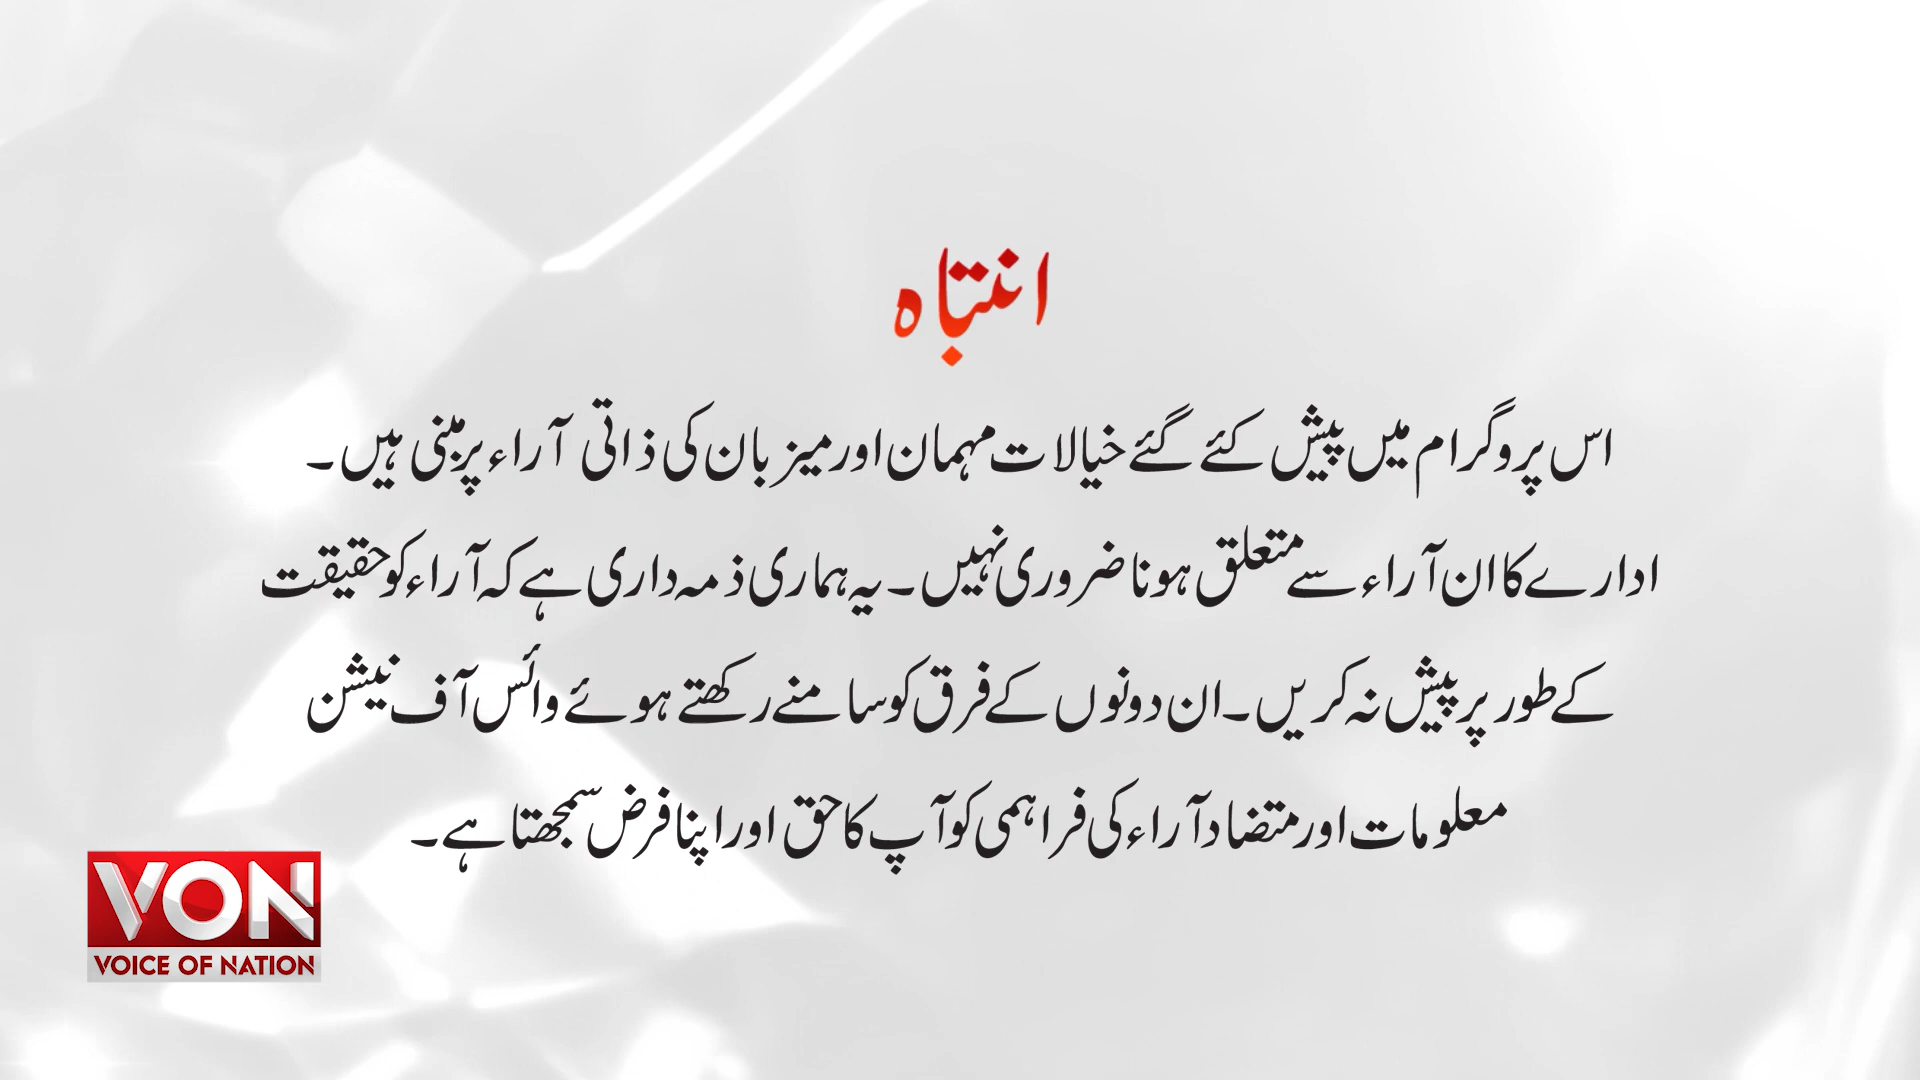 انتباہ
اس پروگرام میں پیش کئے گئے خیالات مہمان اور میزبان کی ذاتی آراء پر مبنی ہیں۔
ادارے کا ان آراء سے متعلق ہونا ضروری نہیں۔ یہ ہماری ذمہ داری ہے کہ آراء کو حقیقت
کے طور پر پیش نہ کریں۔ ان دونوں کے فرق کو سامنے رکھتے ہوئے وائس آف نیشن
معلومات اور متضاد آراء کی فراہمی کو آپ کا حق اور اپنا فرض سمجھتا ہے۔
VON
VOICE OF NATION